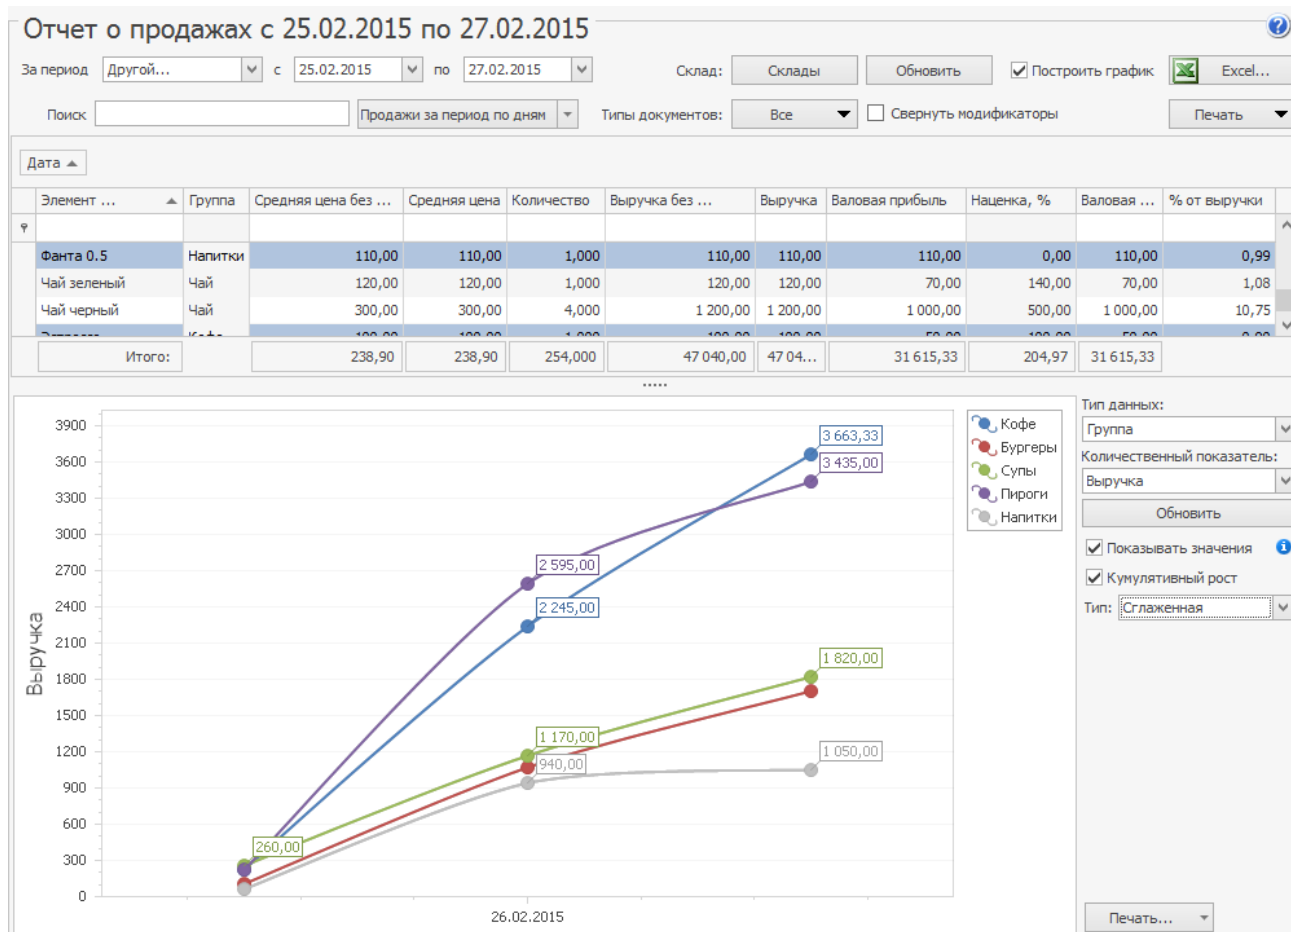 Отчет о продажах с 25.02.2015 по 27.02.2015
За период Другой... с 25.02.2015 по 27.02.2015 Склад: Склады Обновить Построить график Excel...
Поиск Продажи за период по дням Типы документов: Все Свернуть модификаторы Печать
Дата
Элемент ... Группа Средняя цена без ... Средняя цена Количество Выручка без ... Выручка Валовая прибыль Наценка, % Валовая ... % от выручки
Фанта 0.5 Напитки 110,00 110,00 1,000 110,00 110,00 110,00 0,00 110,00 0,99
Чай зеленый Чай 120,00 120,00 1,000 120,00 120,00 70,00 140,00 70,00 1,08
Чай черный Чай 300,00 300,00 4,000 1 200,00 1 200,00 1 000,00 500,00 1 000,00 10,75
Итого: 238,90 238,90 254,000 47 040,00 47 04... 31 615,33 204,97 31 615,33
Тип данных:
Группа
Количественный показатель:
Выручка
Обновить
Показывать значения
Кумулятивный рост
Тип: Сглаженная
Кофе
Бургеры
Супы
Пироги
Напитки
3900
3600
3300
3000
2700
2400
2100
1800
1500
1200
900
600
300
0
Выручка
3 663,33
3 435,00
2 595,00
2 245,00
1 820,00
1 170,00
940,00
1 050,00
260,00
26.02.2015
Печать...